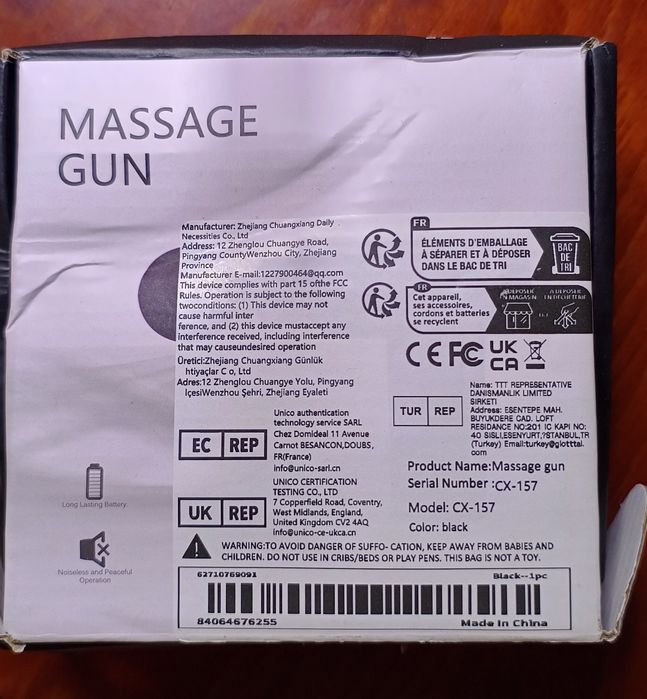 MASSAGE
GUN
Manufacturer: Zhejiang Chuangxiang Daily
Necessities Co., Ltd
Address: 12 Zhenglou Chuangye Road,
Pingyang CountyWenzhou City, Zhejiang
Province
Manufacturer E-mail:1227900464@qq.com
This device complies with part 15 ofthe FCC
Rules. Operation is subject to the following
twoconditions: (1) This device may not
cause harmful inter
ference, and (2) this device mustaccept any
interference received, including interference
that may causeundesired operation
Üretici:Zhejiang Chuangxiang Günlük
htiyaçlar C o, Ltd
Adres:12 Zhenglou Chuangye Yolu, Pingyang
IçesiWenzhou Şehri, Zhejiang Eyaleti
FR
ÉLÉMENTS D'EMBALLAGE
À SÉPARER ET À DÉPOSER
DANS LE BAC DE TRI
BAC
DE
TRI
FR
Cet appareil,
ses accessoires,
cordons et batteries
se recyclent
À DÉPOSER
EN MAGASIN
À DÉPOSER
EN DÉCHÈTERIE
OU
CE FC UK
CA
TUR REP
Name: TTT REPRESENTATIVE
DANISMANLIK LIMITED
SIRKETI
Address: ESENTEPE MAH.
BUYUKDERE CAD. LOFT
RESIDANCE NO:201 IC KAPI NO:
40 SISLI,ESENYURT,?STANBUL,TR
(Turkey) Email:turkey@glotttal.
com
EC REP
Unico authentication
technology service SARL
Chez Domideal 11 Avenue
Carnot BESANCON,DOUBS,
FR(France)
info@unico-sarl.cn
UK REP
UNICO CERTIFICATION
TESTING CO., LTD
7 Copperfield Road, Coventry,
West Midlands, England,
United Kingdom CV2 4AQ
info@unico-ce-ukca.cn
Product Name:Massage gun
Serial Number :CX-157
Model: CX-157
Color: black
Long Lasting Battery
Noiseless and Peaceful
Operation
WARNING:TO AVOID DANGER OF SUFFO- CATION, KEEP AWAY FROM BABIES AND
CHILDREN. DO NOT USE IN CRIBS/BEDS OR PLAY PENS. THIS BAG IS NOT A TOY.
62710769091
Black--1pc
84064676255
Made In China